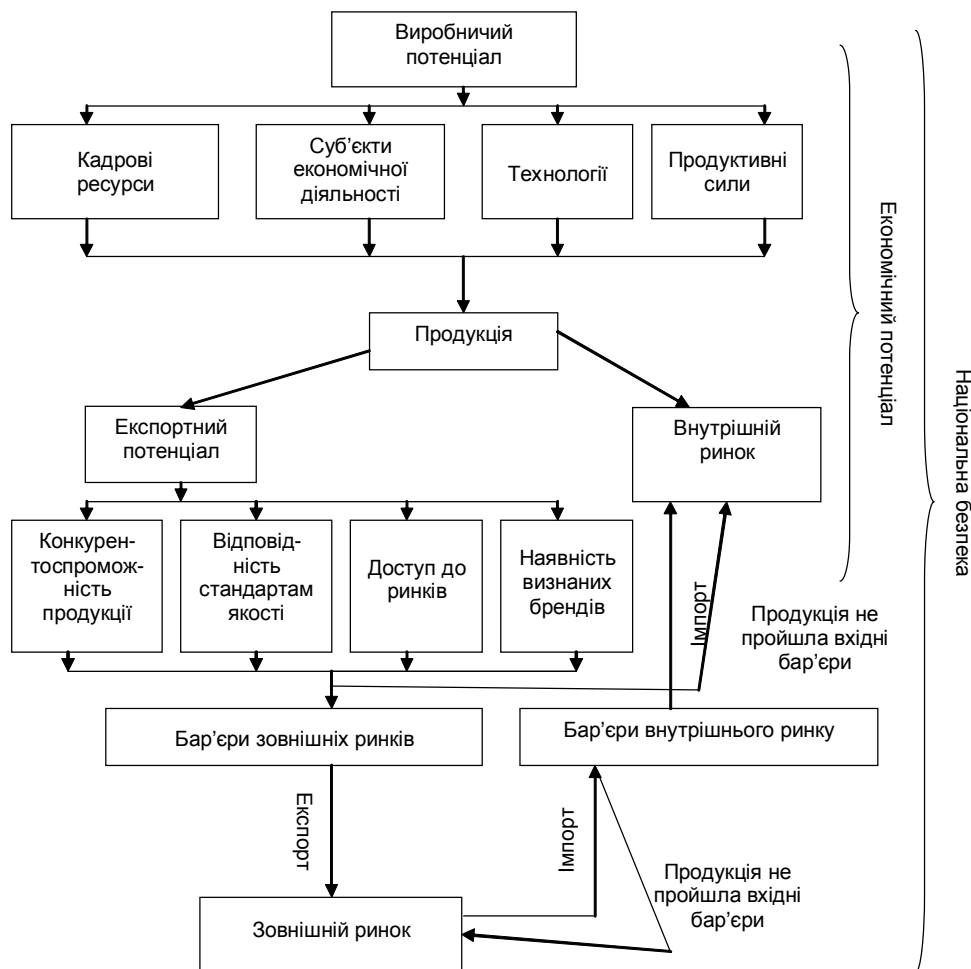 Виробничий
потенціал
Кадрові
ресурси
Суб’єкти
економічної
діяльності
Технології
Продуктивні
сили
Продукція
Експортний
потенціал
Внутрішній
ринок
Конкурен-
тоспромож-
ність
продукції
Відповід-
ність
стандартам
якості
Доступ до
ринків
Наявність
визнаних
брендів
Імпорт
Продукція не
пройшла вхідні
бар’єри
Бар’єри зовнішніх ринків
Бар’єри внутрішнього ринку
Експорт
Імпорт
Продукція не
пройшла вхідні
бар’єри
Зовнішній ринок
Економічний потенціал
Національна безпека